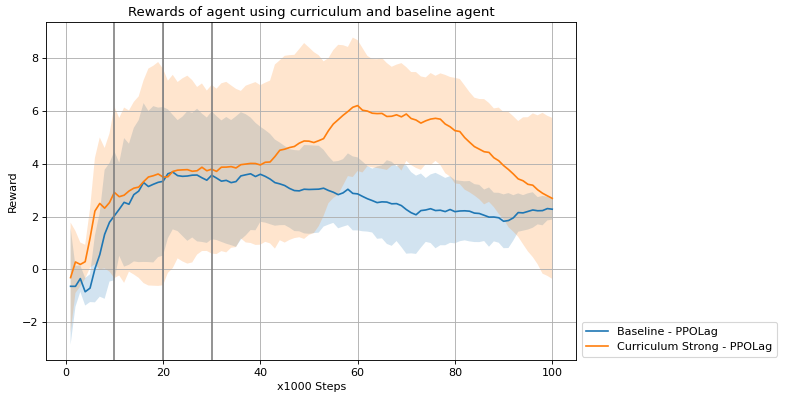 Rewards of agent using curriculum and baseline agent
8
6
4
2
0
−2
Reward
0 20 40 60 80 100
x1000 Steps
Baseline - PPOLag
Curriculum Strong - PPOLag